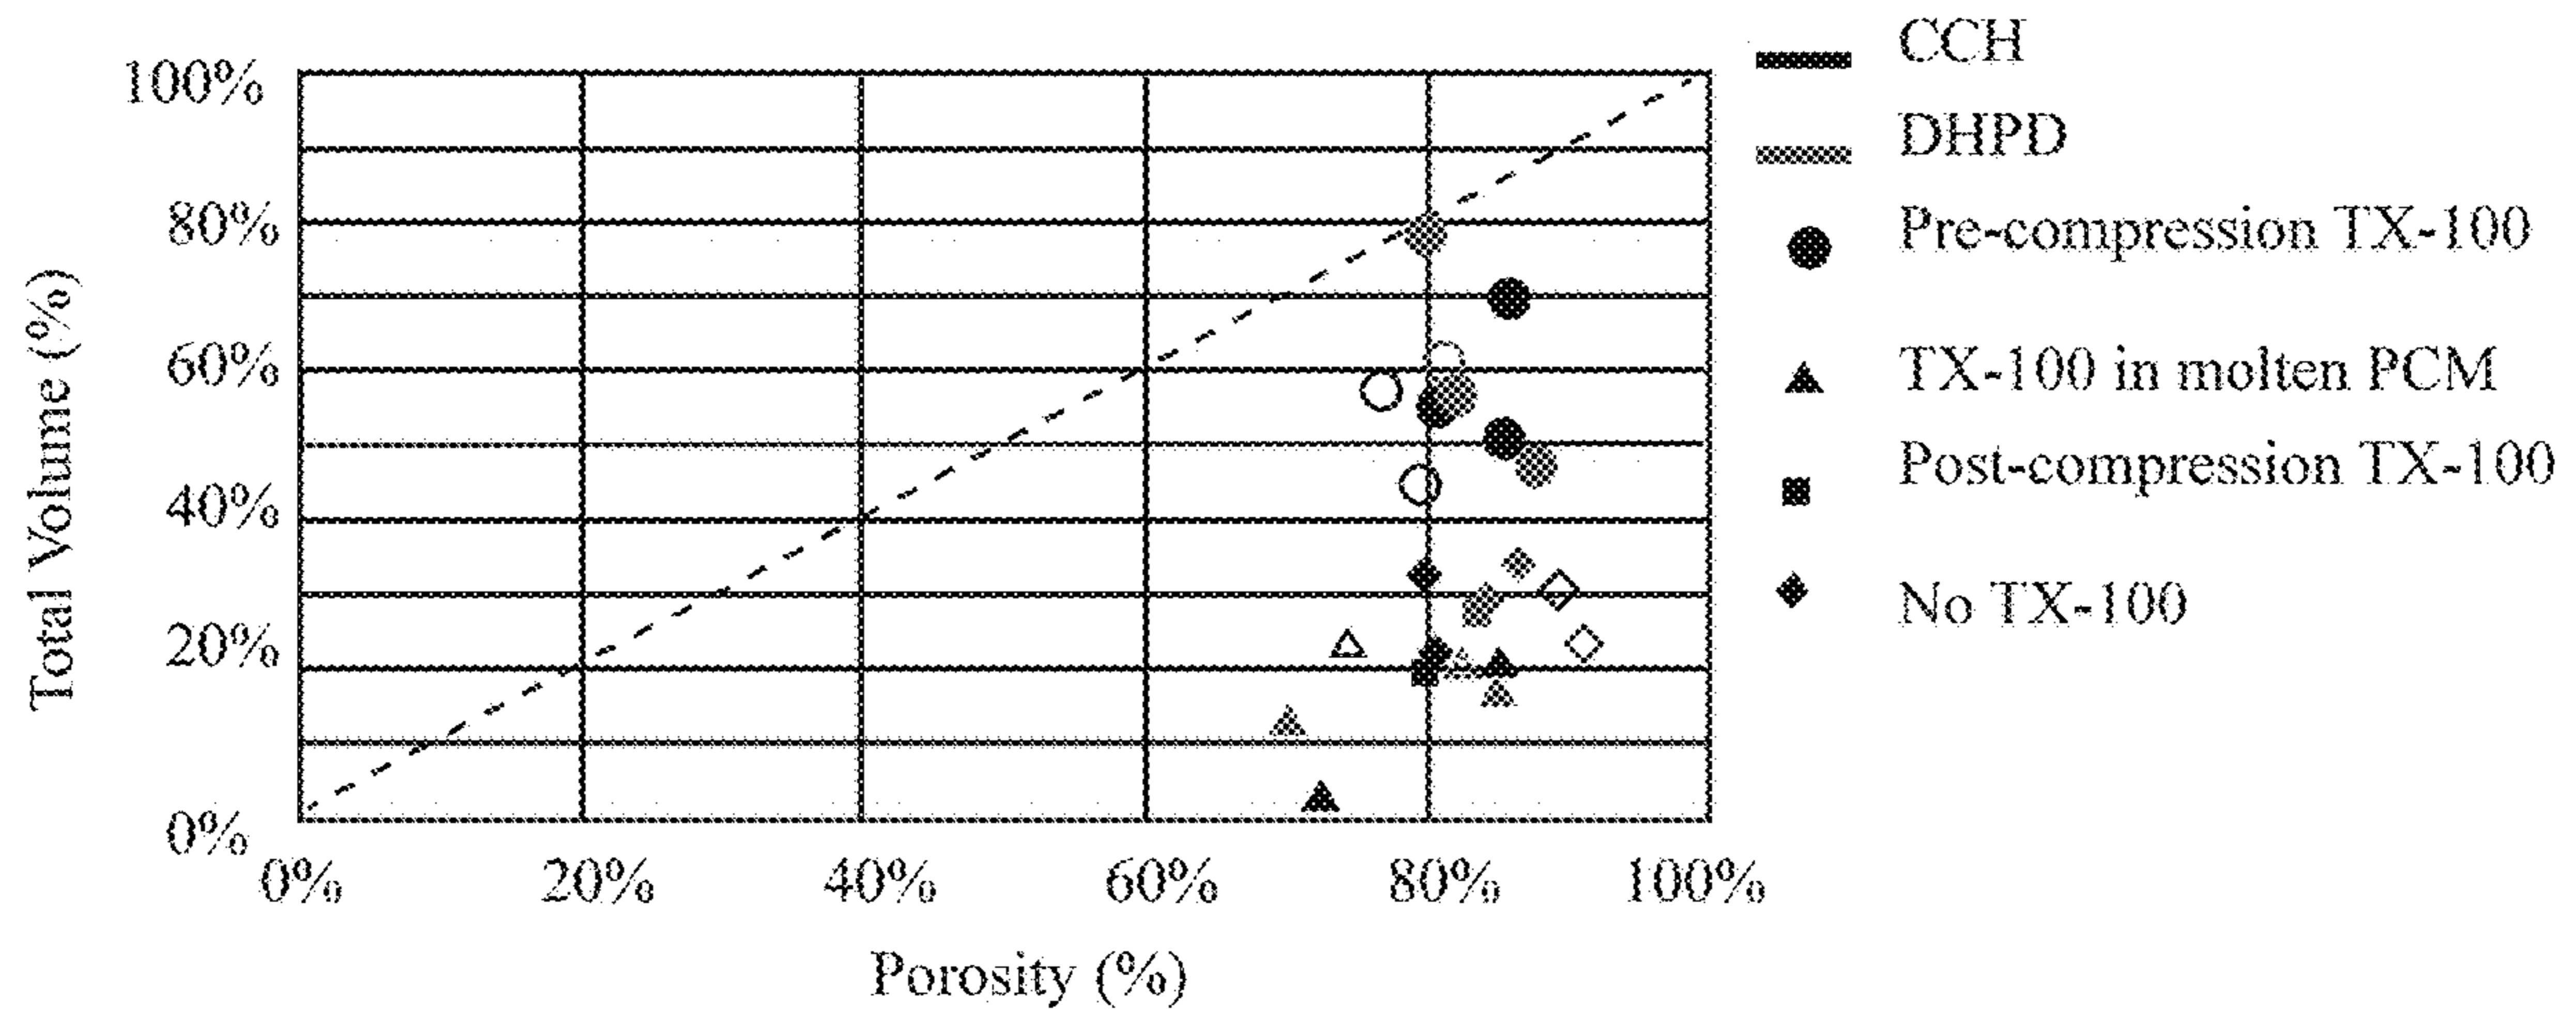 Total Volume (%)
100%
80%
60%
40%
20%
0%
0% 20% 40% 60% 80% 100%
Porosity (%)
CCH
DHPD
Pre-compression TX-100
TX-100 in molten PCM
Post-compression TX-100
No TX-100